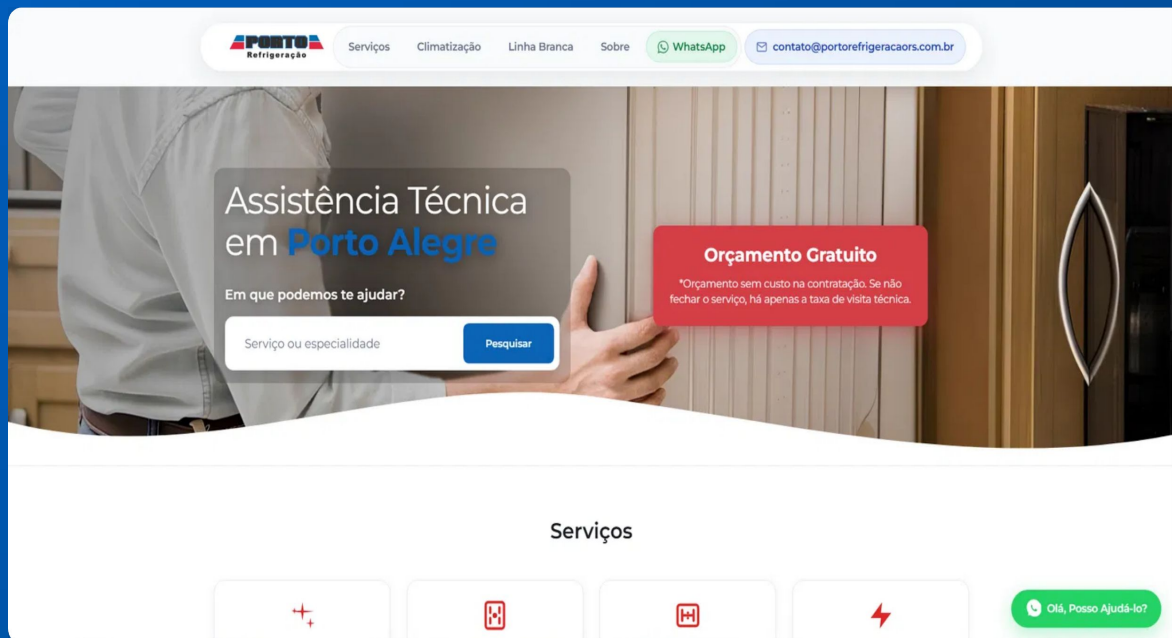 PORTO
Refrigeração
Serviços
Climatização
Linha Branca
Sobre
WhatsApp
contato@portorefrigeracaors.com.br
Assistência Técnica
em Porto Alegre
Em que podemos te ajudar?
Serviço ou especialidade
Pesquisar
Orçamento Gratuito
*Orçamento sem custo na contratação. Se não
fechar o serviço, há apenas a taxa de visita técnica.
Serviços
Olá, Posso Ajudá-lo?